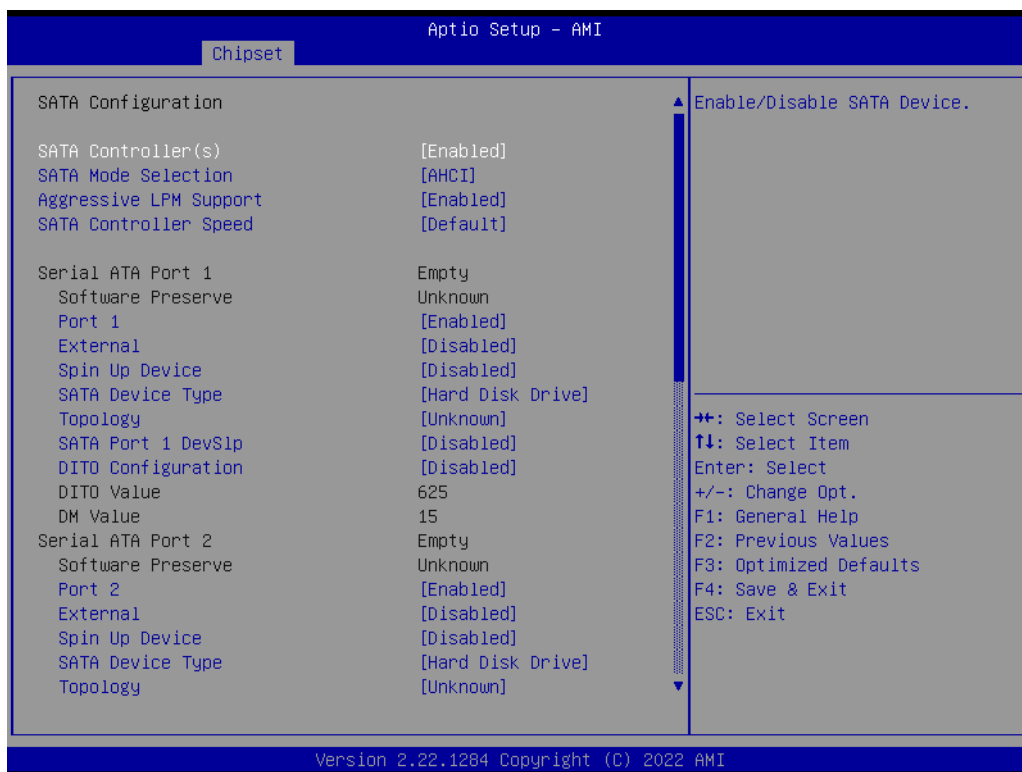 Aptio Setup – AMI
Chipset
SATA Configuration
SATA Controller(s) [Enabled]
SATA Mode Selection [AHCI]
Aggressive LPM Support [Enabled]
SATA Controller Speed [Default]
Serial ATA Port 1 Empty
Software Preserve Unknown
Port 1 [Enabled]
External [Disabled]
Spin Up Device [Disabled]
SATA Device Type [Hard Disk Drive]
Topology [Unknown]
SATA Port 1 DevSlp [Disabled]
DITO Configuration [Disabled]
DITO Value 625
DM Value 15
Serial ATA Port 2 Empty
Software Preserve Unknown
Port 2 [Enabled]
External [Disabled]
Spin Up Device [Disabled]
SATA Device Type [Hard Disk Drive]
Topology [Unknown]
Enable/Disable SATA Device.
→←: Select Screen
↑↓: Select Item
Enter: Select
+/-: Change Opt.
F1: General Help
F2: Previous Values
F3: Optimized Defaults
F4: Save & Exit
ESC: Exit
Version 2.22.1284 Copyright (C) 2022 AMI